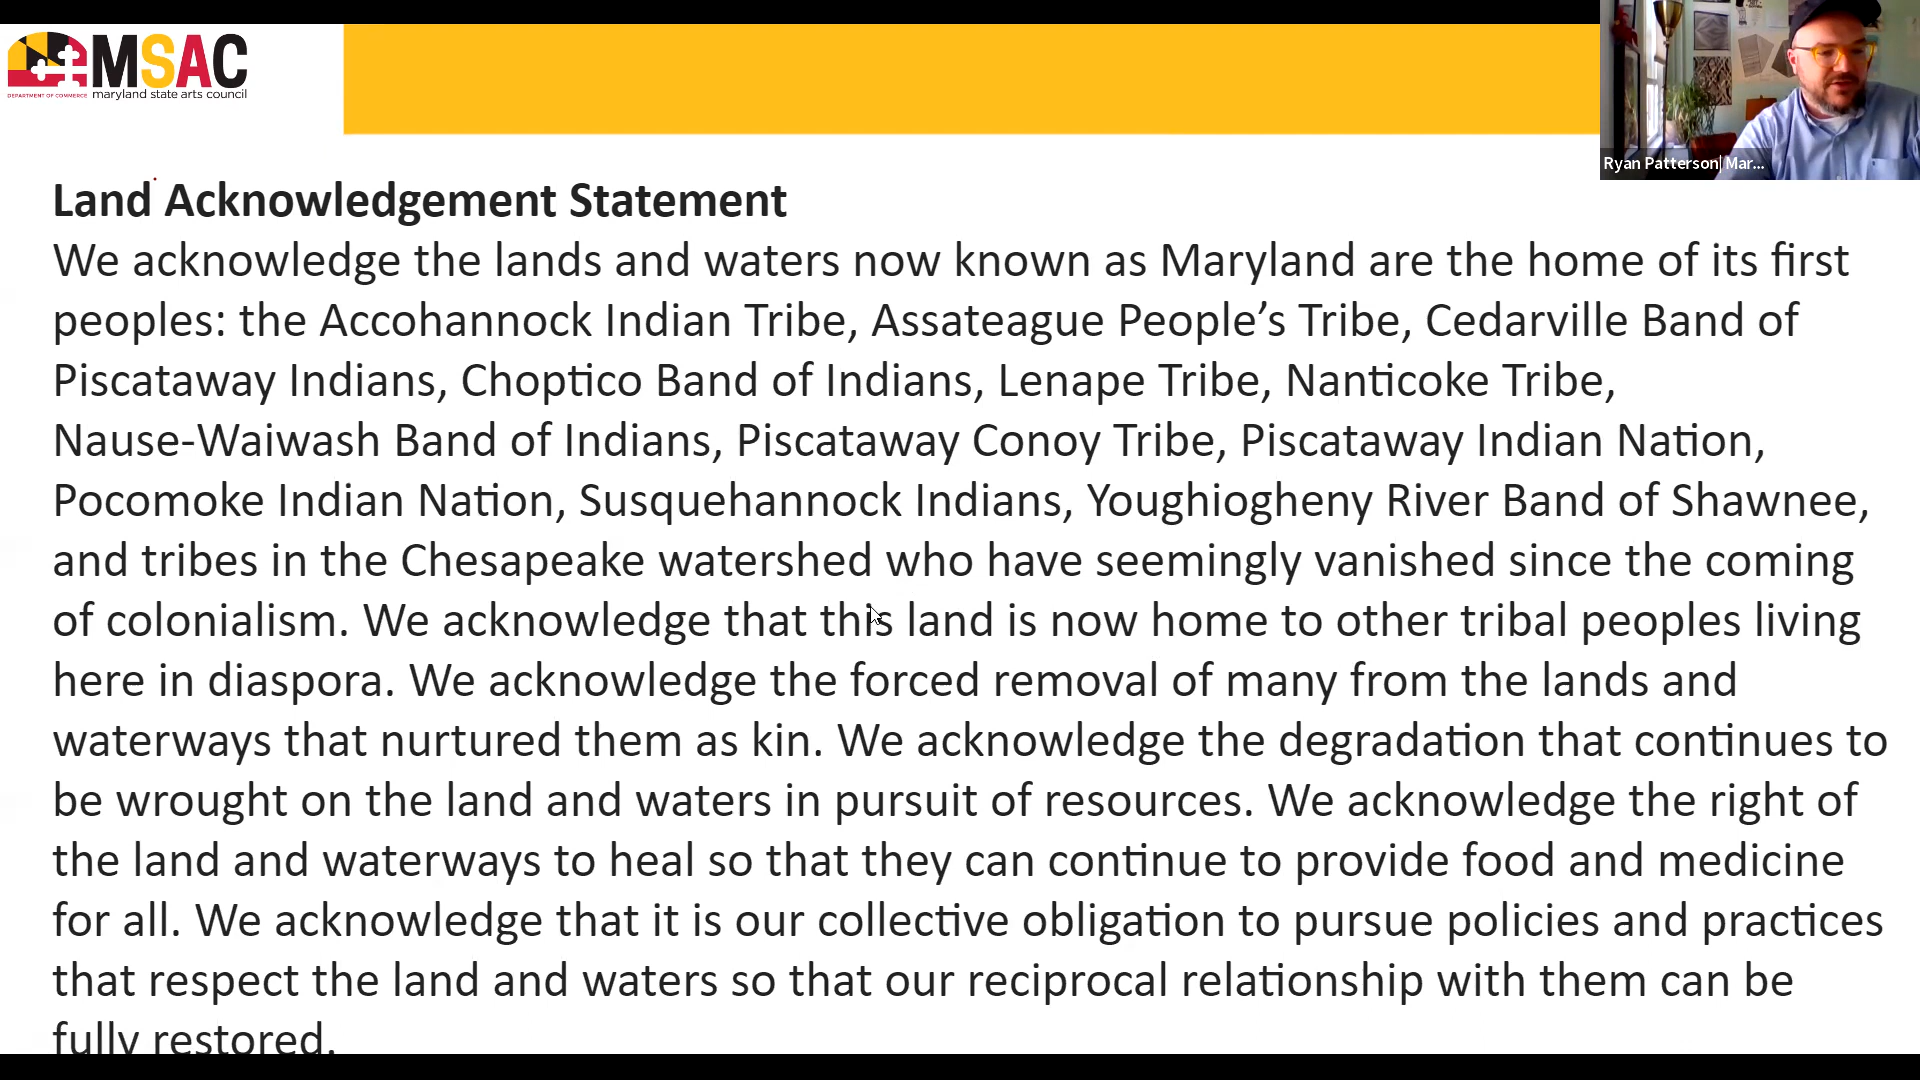 MSAC
DEPARTMENT OF COMMERCE
maryland state arts council
Ryan Patterson| Mar...
Land Acknowledgement Statement
We acknowledge the lands and waters now known as Maryland are the home of its first
peoples: the Accohannock Indian Tribe, Assateague People’s Tribe, Cedarville Band of
Piscataway Indians, Choptico Band of Indians, Lenape Tribe, Nanticoke Tribe,
Nause-Waiwash Band of Indians, Piscataway Conoy Tribe, Piscataway Indian Nation,
Pocomoke Indian Nation, Susquehannock Indians, Youghiogheny River Band of Shawnee,
and tribes in the Chesapeake watershed who have seemingly vanished since the coming
of colonialism. We acknowledge that this land is now home to other tribal peoples living
here in diaspora. We acknowledge the forced removal of many from the lands and
waterways that nurtured them as kin. We acknowledge the degradation that continues to
be wrought on the land and waters in pursuit of resources. We acknowledge the right of
the land and waterways to heal so that they can continue to provide food and medicine
for all. We acknowledge that it is our collective obligation to pursue policies and practices
that respect the land and waters so that our reciprocal relationship with them can be
fully restored.